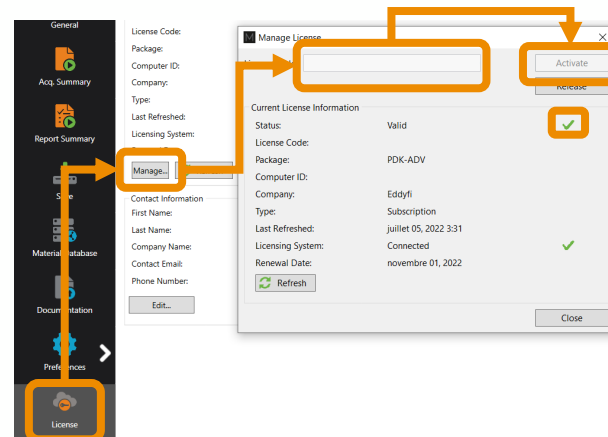 General
Acq. Summary
Report Summary
Material
Preferences
License
License Code:
Package:
Computer ID:
Company:
Type:
Last Refreshed:
Licensing System:
Manage...
Contact Information
First Name:
Last Name:
Company Name:
Contact Email:
Phone Number:
Edit...
Manage License
Activate
Release
Current License Information
Status: Valid
License Code:
Package: PDK-ADV
Computer ID:
Company: Eddyfi
Type: Subscription
Last Refreshed: juillet 05, 2022 3:31
Licensing System: Connected
Renewal Date: novembre 01, 2022
Refresh
Close